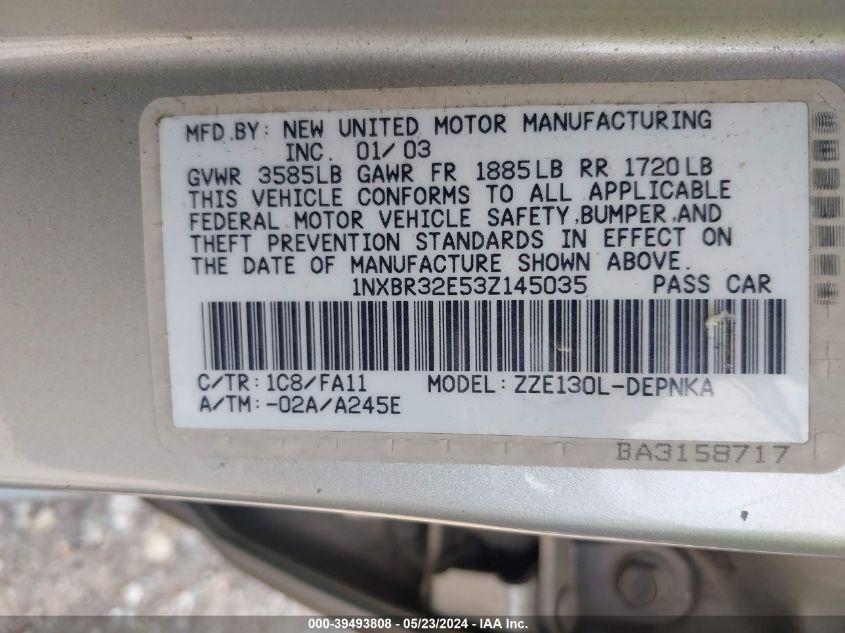 MFD.BY: NEW UNITED MOTOR MANUFACTURING
INC. 01/03
GVWR 3585LB GAWR FR 1885LB RR 1720LB
THIS VEHICLE CONFORMS TO ALL APPLICABLE
FEDERAL MOTOR VEHICLE SAFETY,BUMPER,AND
THEFT PREVENTION STANDARDS IN EFFECT ON
THE DATE OF MANUFACTURE SHOWN ABOVE.
1NXBR32E53Z145035 PASS CAR
C/TR: 1C8/FA11 MODEL: ZZE130L-DEPNKA
A/TM: -02A/A245E
BA3158717
000-39493808 - 05/23/2024 - IAA Inc.